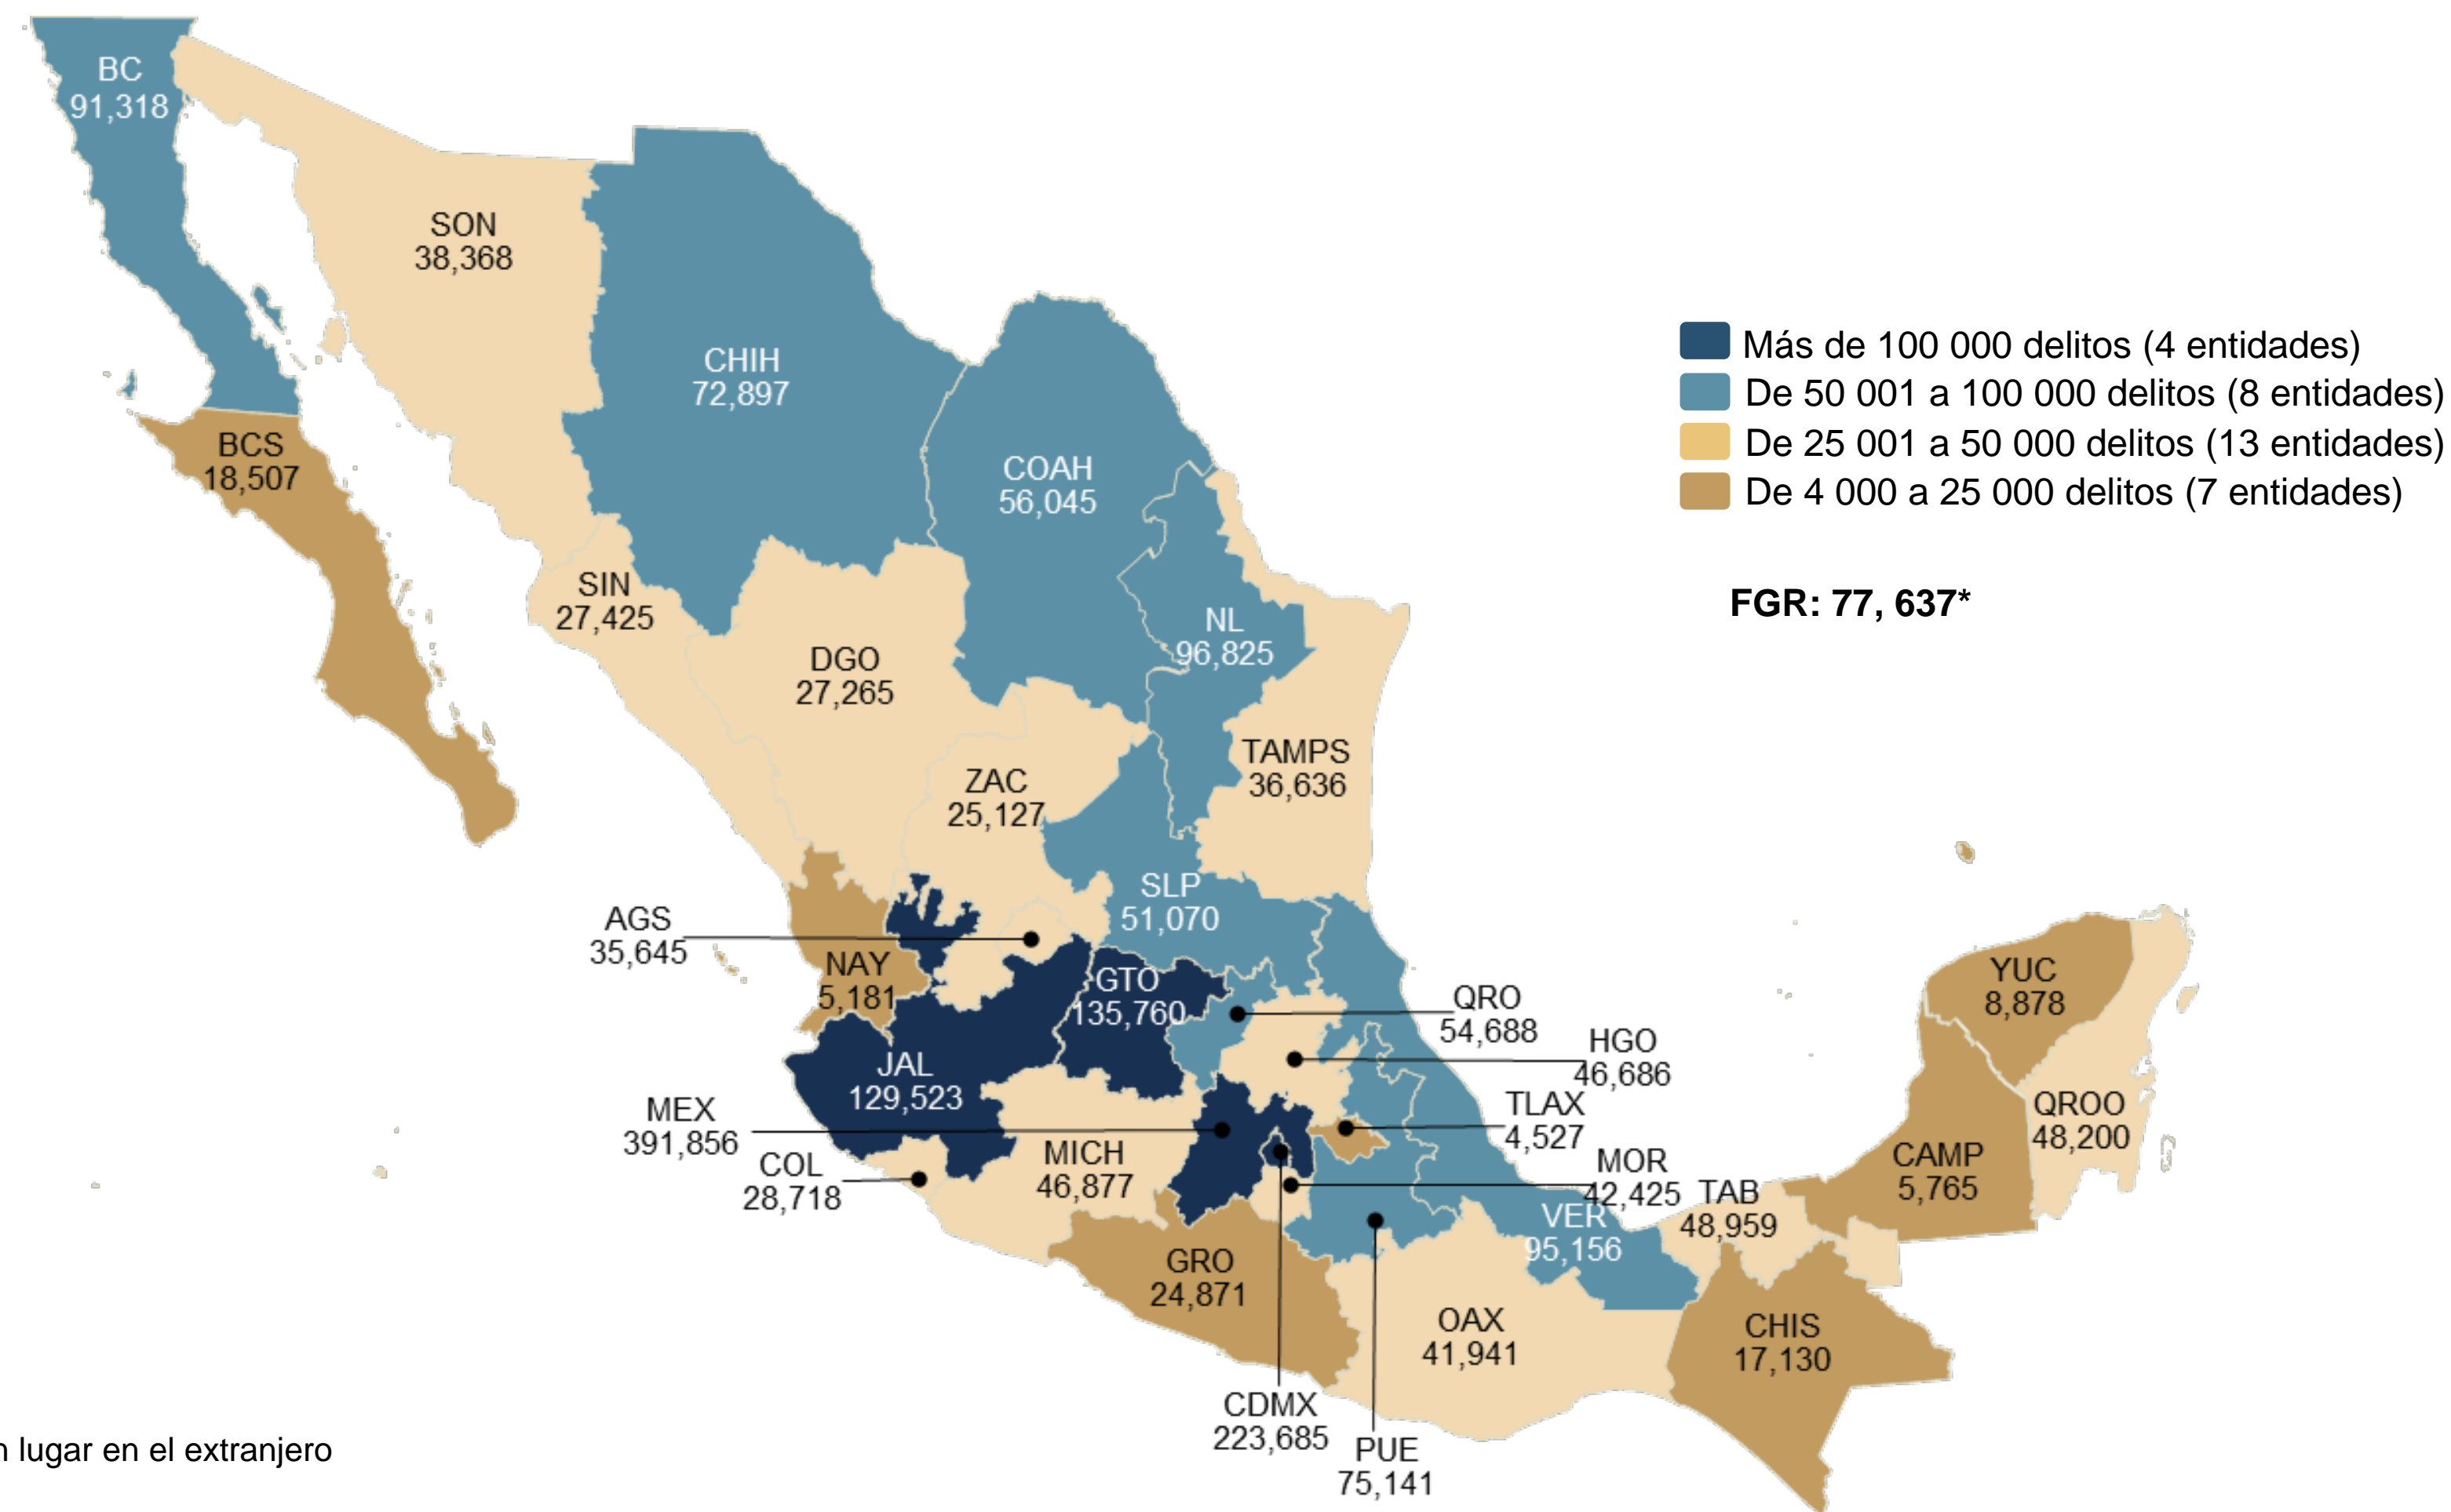 BC
91,318
SON
38,368
CHIH
72,897
BCS
18,507
COAH
56,045
Más de 100 000 delitos (4 entidades)
De 50 001 a 100 000 delitos (8 entidades)
De 25 001 a 50 000 delitos (13 entidades)
De 4 000 a 25 000 delitos (7 entidades)
FGR: 77, 637*
SIN
27,425
NL
96,825
DGO
27,265
TAMPS
36,636
ZAC
25,127
SLP
51,070
AGS
35,645
NAY
5,181
GTO
135,760
QRO
54,688
YUC
8,878
HGO
46,686
JAL
129,523
MEX
391,856
TLAX
4,527
QROO
48,200
COL
28,718
MICH
46,877
MOR
42,425
CAMP
5,765
TAB
48,959
VER
95,156
GRO
24,871
OAX
41,941
CHIS
17,130
CDMX
223,685
PUE
75,141
lugar en el extranjero